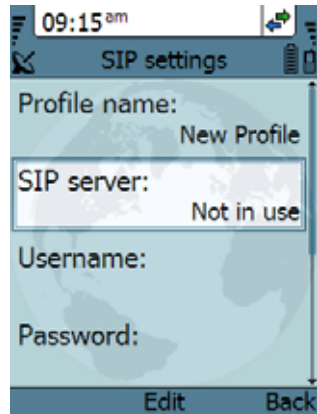 09:15am
SIP settings
Profile name:
New Profile
SIP server:
Not in use
Username:
Password:
Edit Back